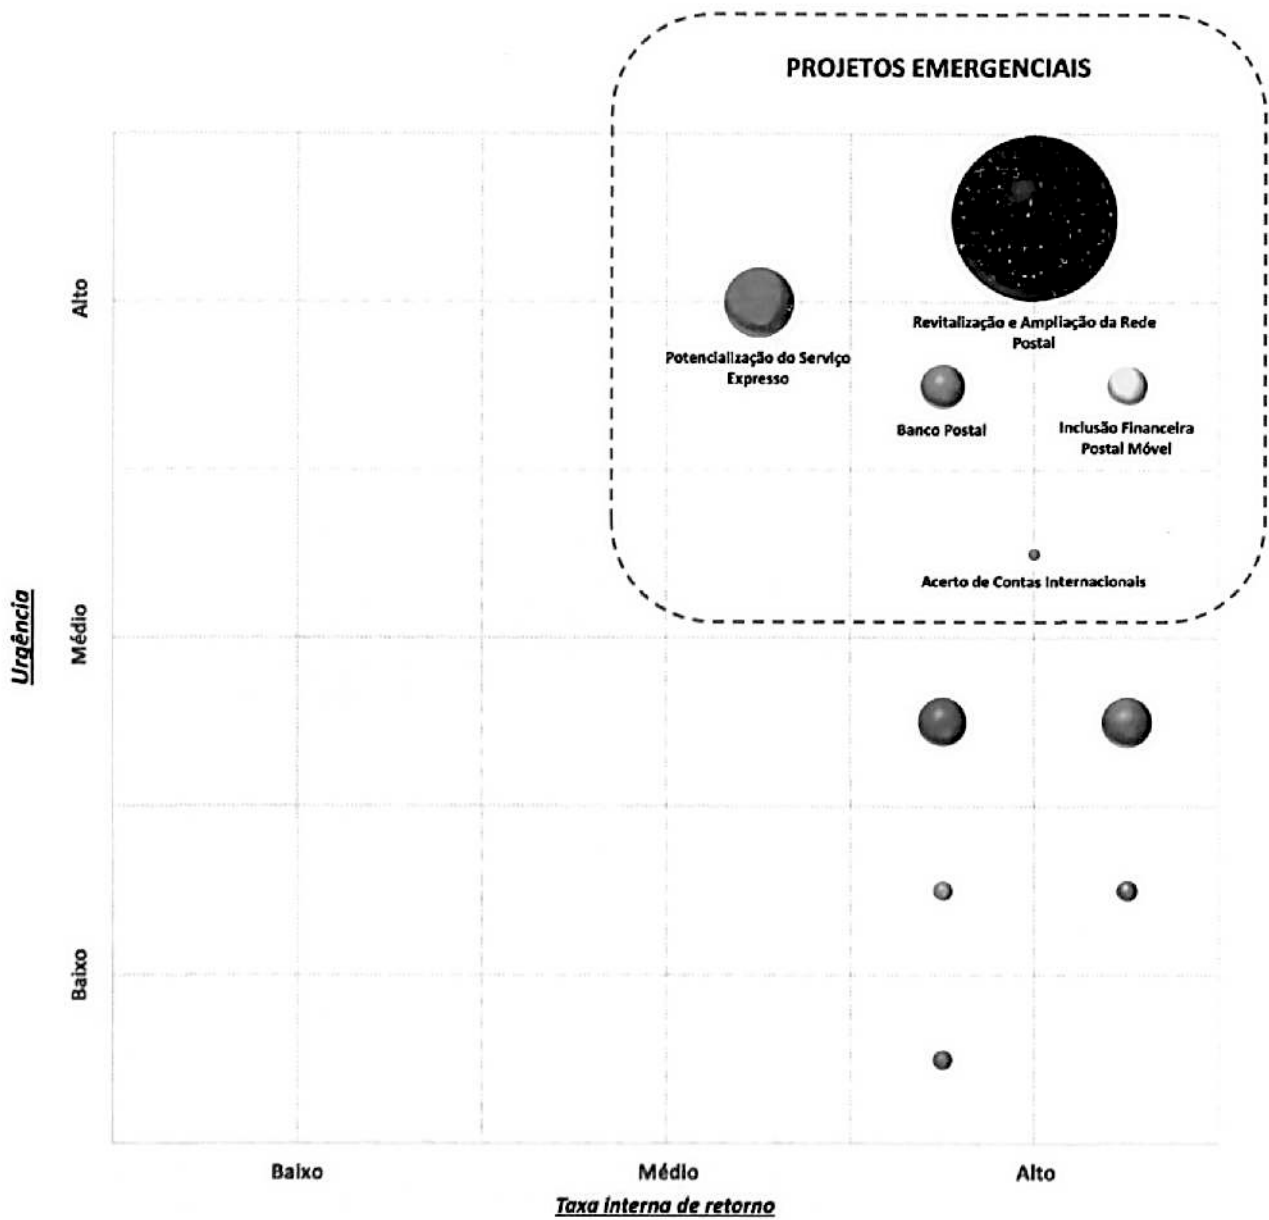 PROJETOS EMERGENCIAIS
Revitalização e Ampliação da Rede
Postal
Potencialização do Serviço
Expresso
Banco Postal
Inclusão Financeira
Postal Móvel
Acerto de Contas Internacionais
Urgência
Alto
Médio
Baixo
Baixo
Médio
Alto
Taxa interna de retorno